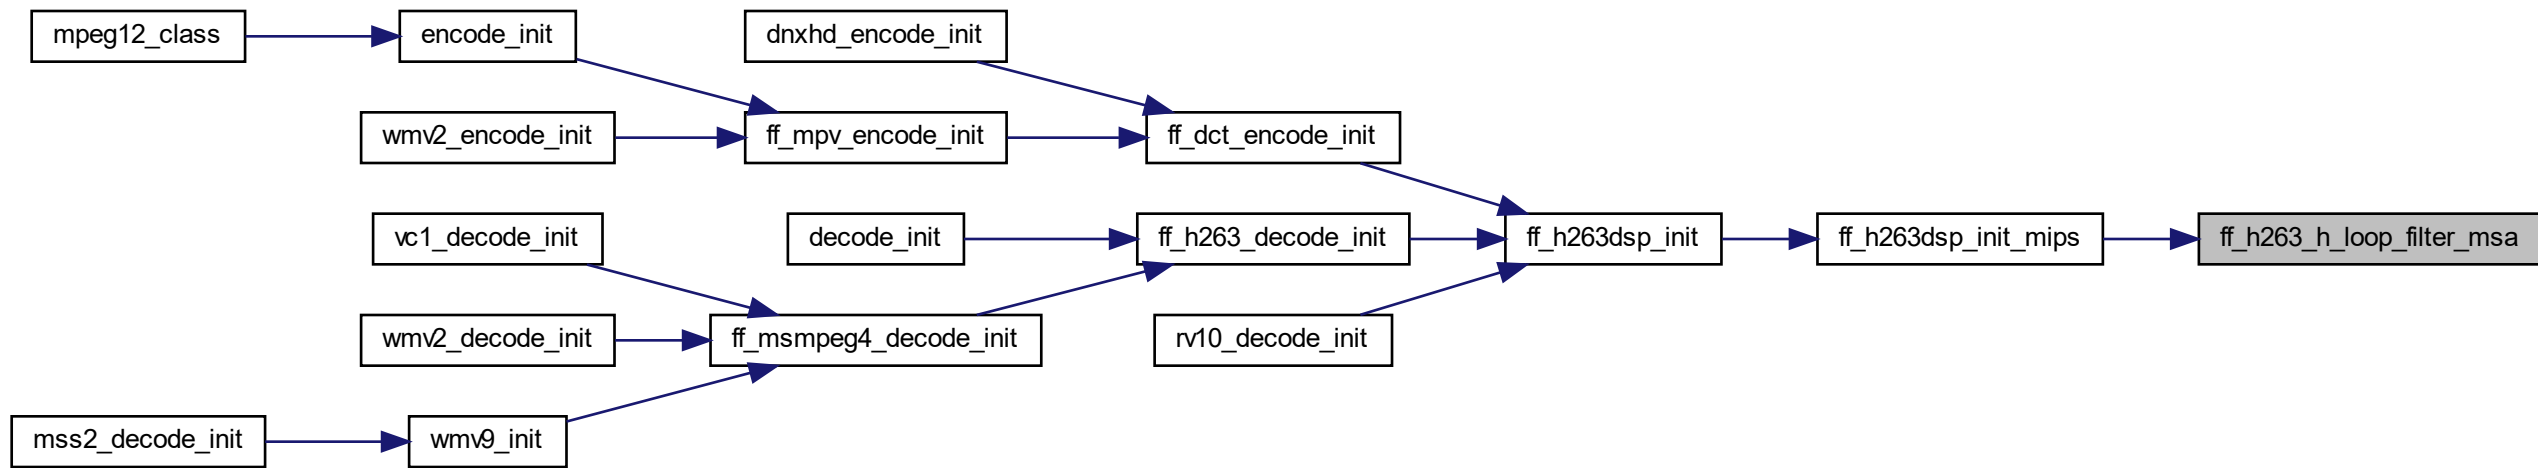 mpeg12_class
encode_init
dnxhd_encode_init
wmv2_encode_init
ff_mpv_encode_init
ff_dct_encode_init
vc1_decode_init
decode_init
ff_h263_decode_init
ff_h263dsp_init
ff_h263dsp_init_mips
ff_h263_h_loop_filter_msa
wmv2_decode_init
ff_msmpeg4_decode_init
rv10_decode_init
mss2_decode_init
wmv9_init